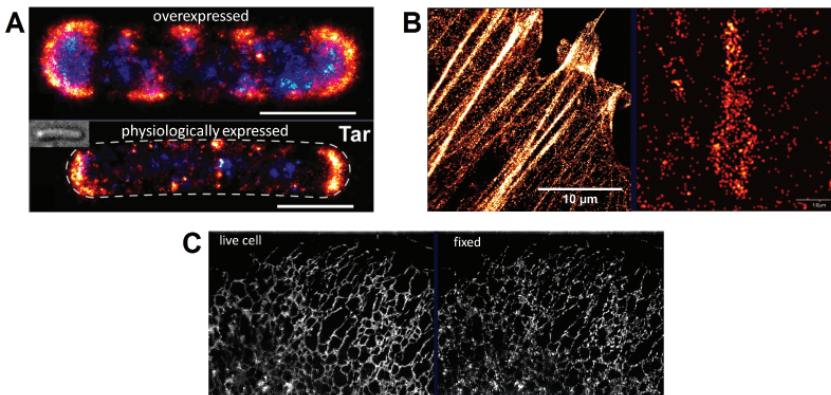 A
overexpressed
physiologically expressed
Tar
B
10 µm
C
live cell
fixed